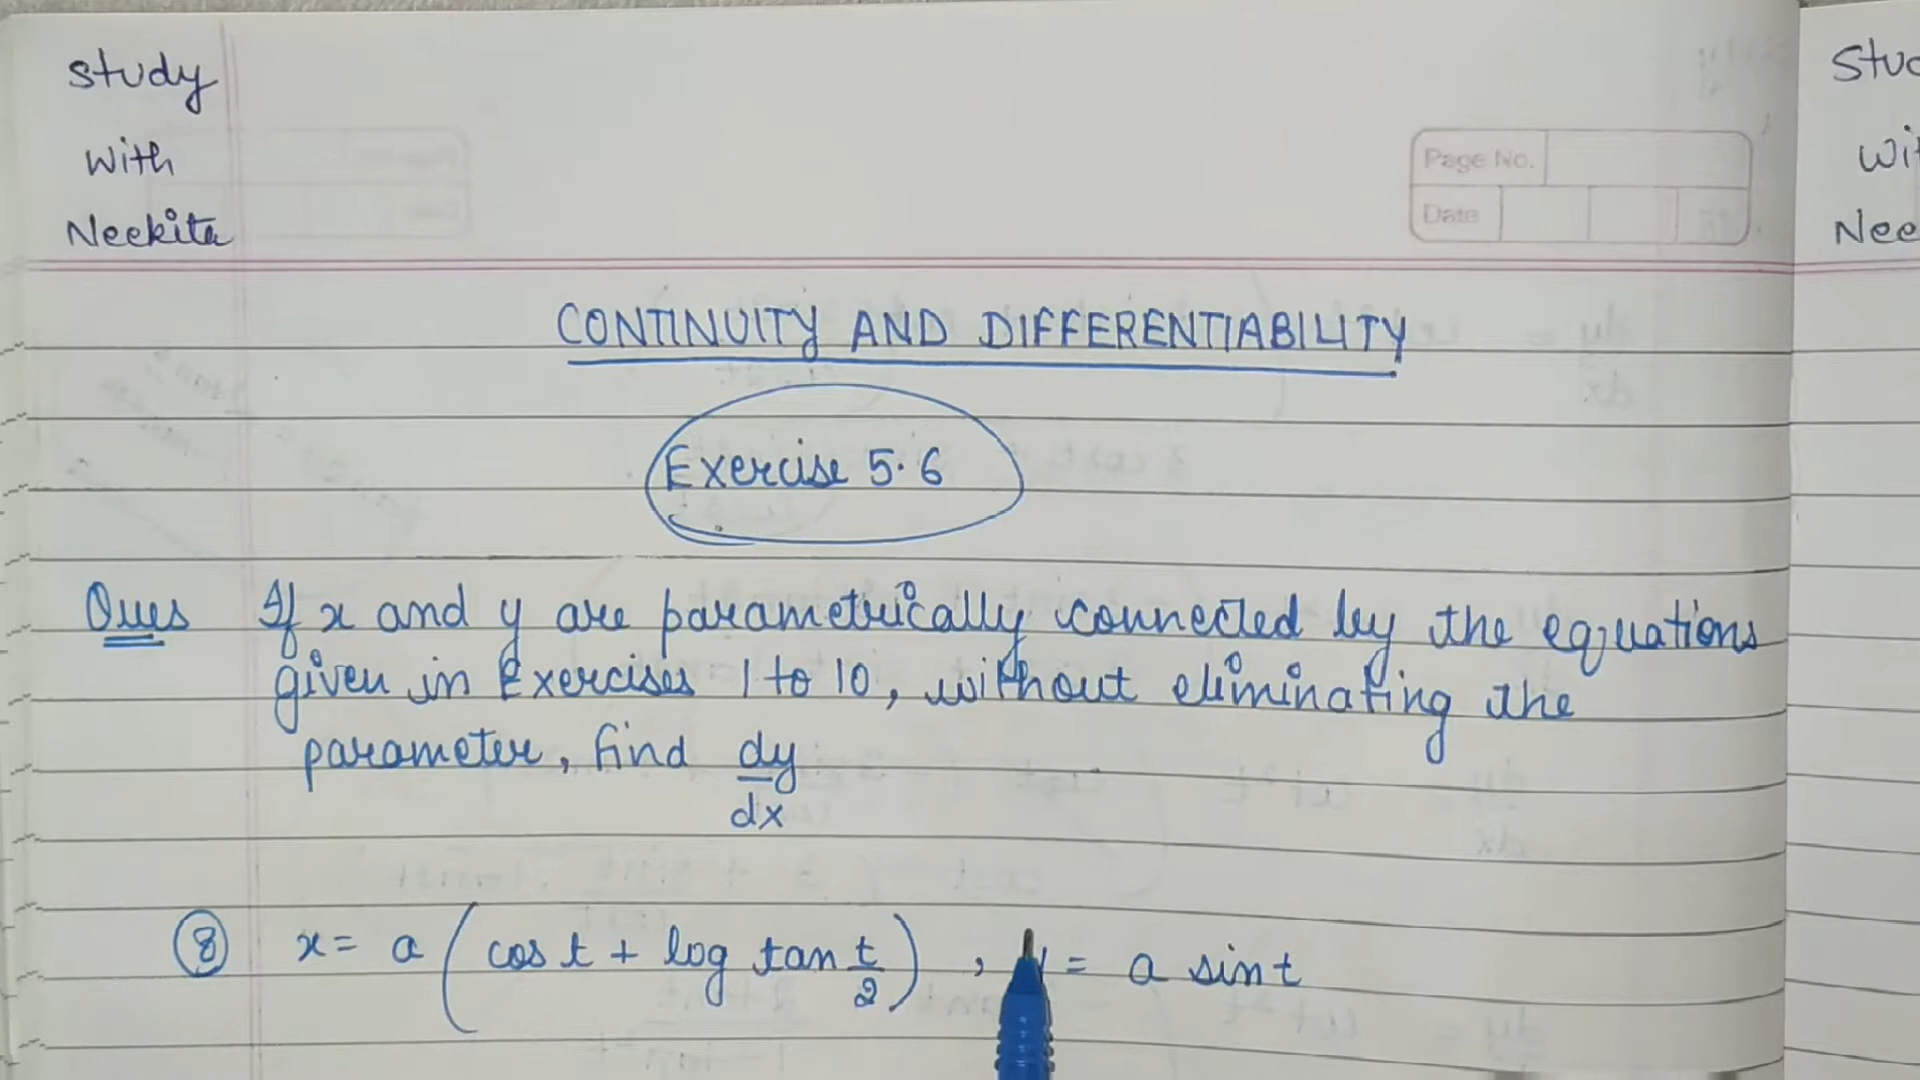 Study
With
Neekita
Stud
Wi
Nee
Page No.
Date
CONTINUITY AND DIFFERENTIABILITY
Exercise 5.6
Ques If x and y are parametrically connected by the equations
given in Exercises 1 to 10, without eliminating the
parameter, find dy/dx
⑧ x = a (cos t + log tan t/2), y = a sin t